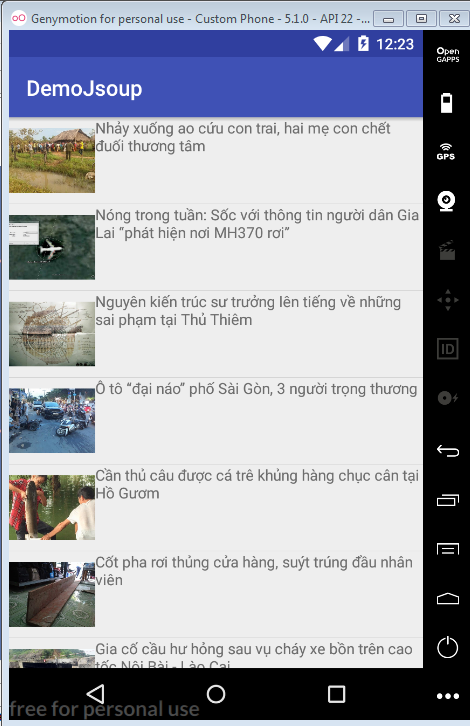 Genymotion for personal use - Custom Phone - 5.1.0 - API 22 -...
12:23
Open
GAPPS
DemoJsoup
GPS
ID
Nhảy xuống ao cứu con trai, hai mẹ con chết
đuối thương tâm
Nóng trong tuần: Sốc với thông tin người dân Gia
Lai “phát hiện nơi MH370 rơi”
Nguyên kiến trúc sư trưởng lên tiếng về những
sai phạm tại Thủ Thiêm
Ô tô “đại náo” phố Sài Gòn, 3 người trọng thương
Cần thủ câu được cá trê khủng hàng chục cân tại
Hồ Gươm
Cốt pha rơi thủng cửa hàng, suýt trúng đầu nhân
viên
Gia cố cầu hư hỏng sau vụ cháy xe bồn trên cao
tốc Nội Bài - Lào Cai
free for personal use